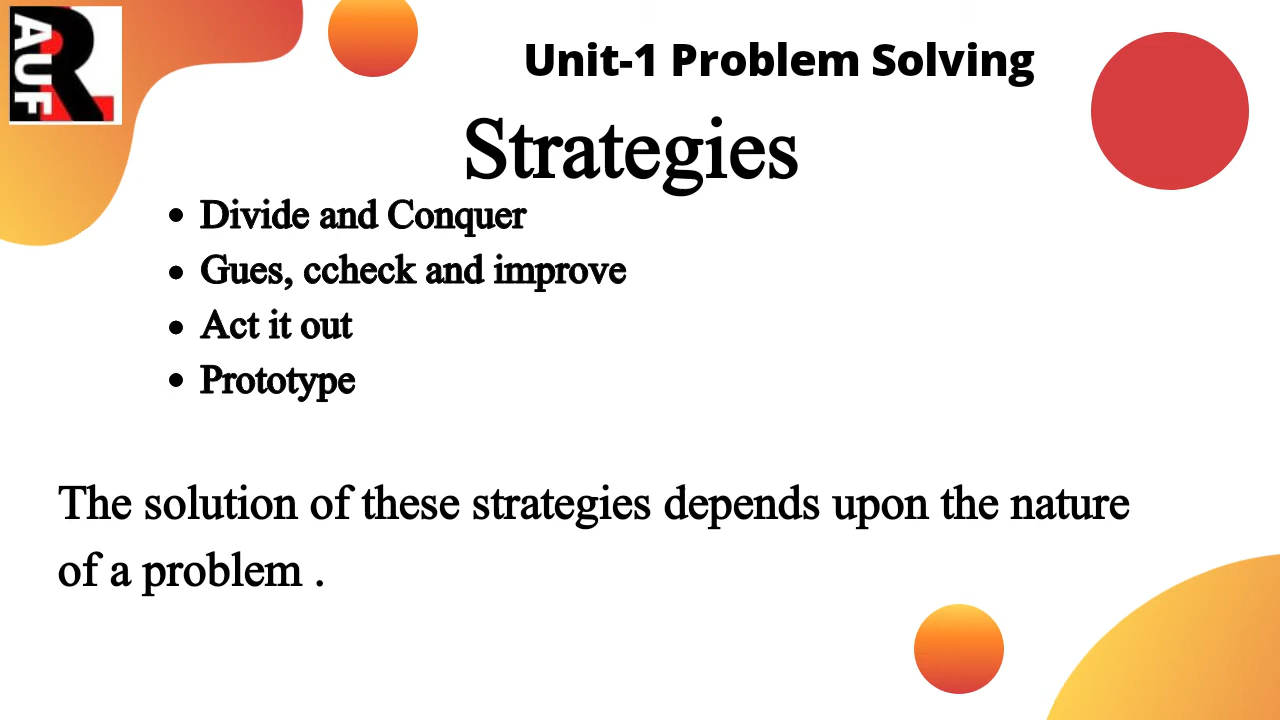 RAUF
Unit-1 Problem Solving
Strategies
• Divide and Conquer
• Gues, ccheck and improve
• Act it out
• Prototype
The solution of these strategies depends upon the nature
of a problem .